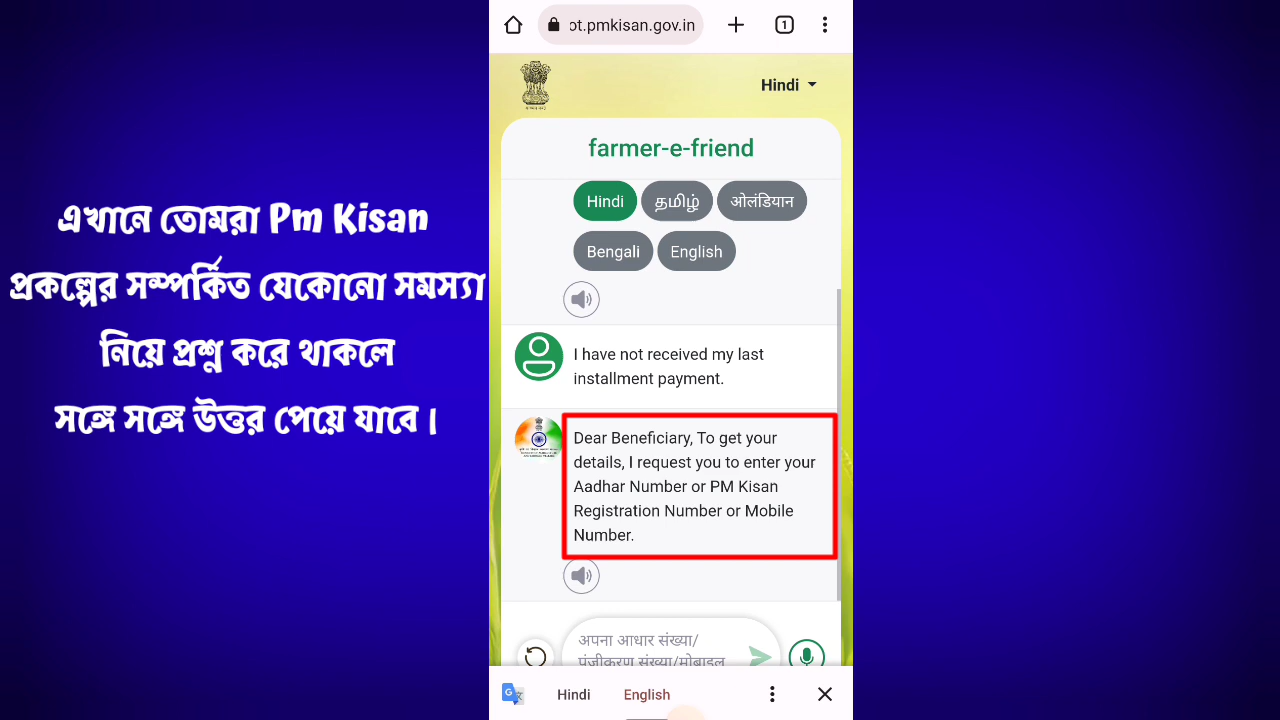 এখানে তোমরা Pm Kisan
প্রকল্পের সম্পর্কিত যেকোনো সমস্যা
নিয়ে প্রশ্ন করে থাকলে
সঙ্গে সঙ্গে উত্তর পেয়ে যাবে।
ot.pmkisan.gov.in
1
Hindi
farmer-e-friend
Hindi
தமிழ்
ओलंडियान
Bengali
English
I have not received my last
installment payment.
Dear Beneficiary, To get your
details, I request you to enter your
Aadhar Number or PM Kisan
Registration Number or Mobile
Number.
अपना आधार संख्या/
पंजीकरण संख्या/मोबाइल
Hindi
English